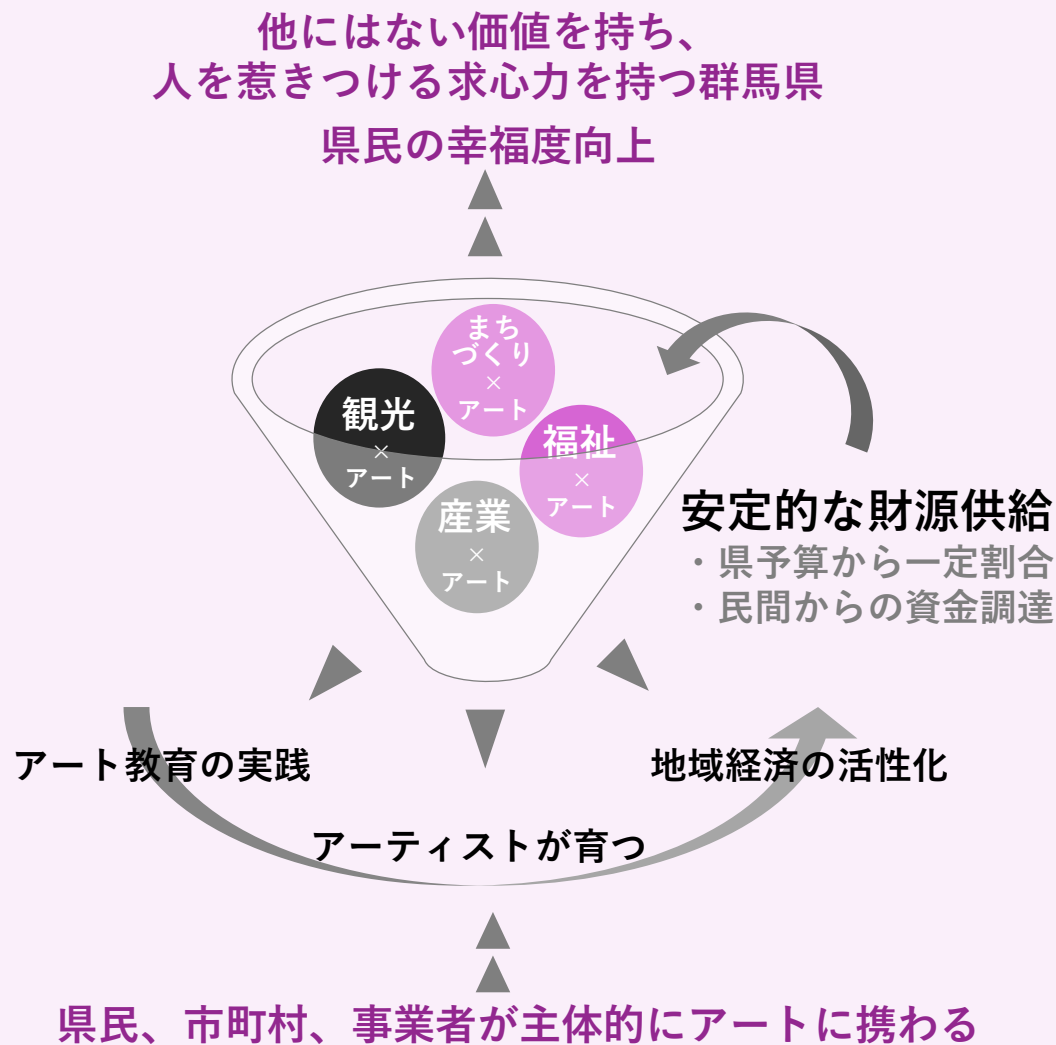 他にはない価値を持ち、
人を惹きつける求心力を持つ群馬県
県民の幸福度向上
まち
づくり
×
アート
観光
×
アート
福祉
×
アート
産業
×
アート
安定的な財源供給
・県予算から一定割合
・民間からの資金調達
アート教育の実践
地域経済の活性化
アーティストが育つ
県民、市町村、事業者が主体的にアートに携わる